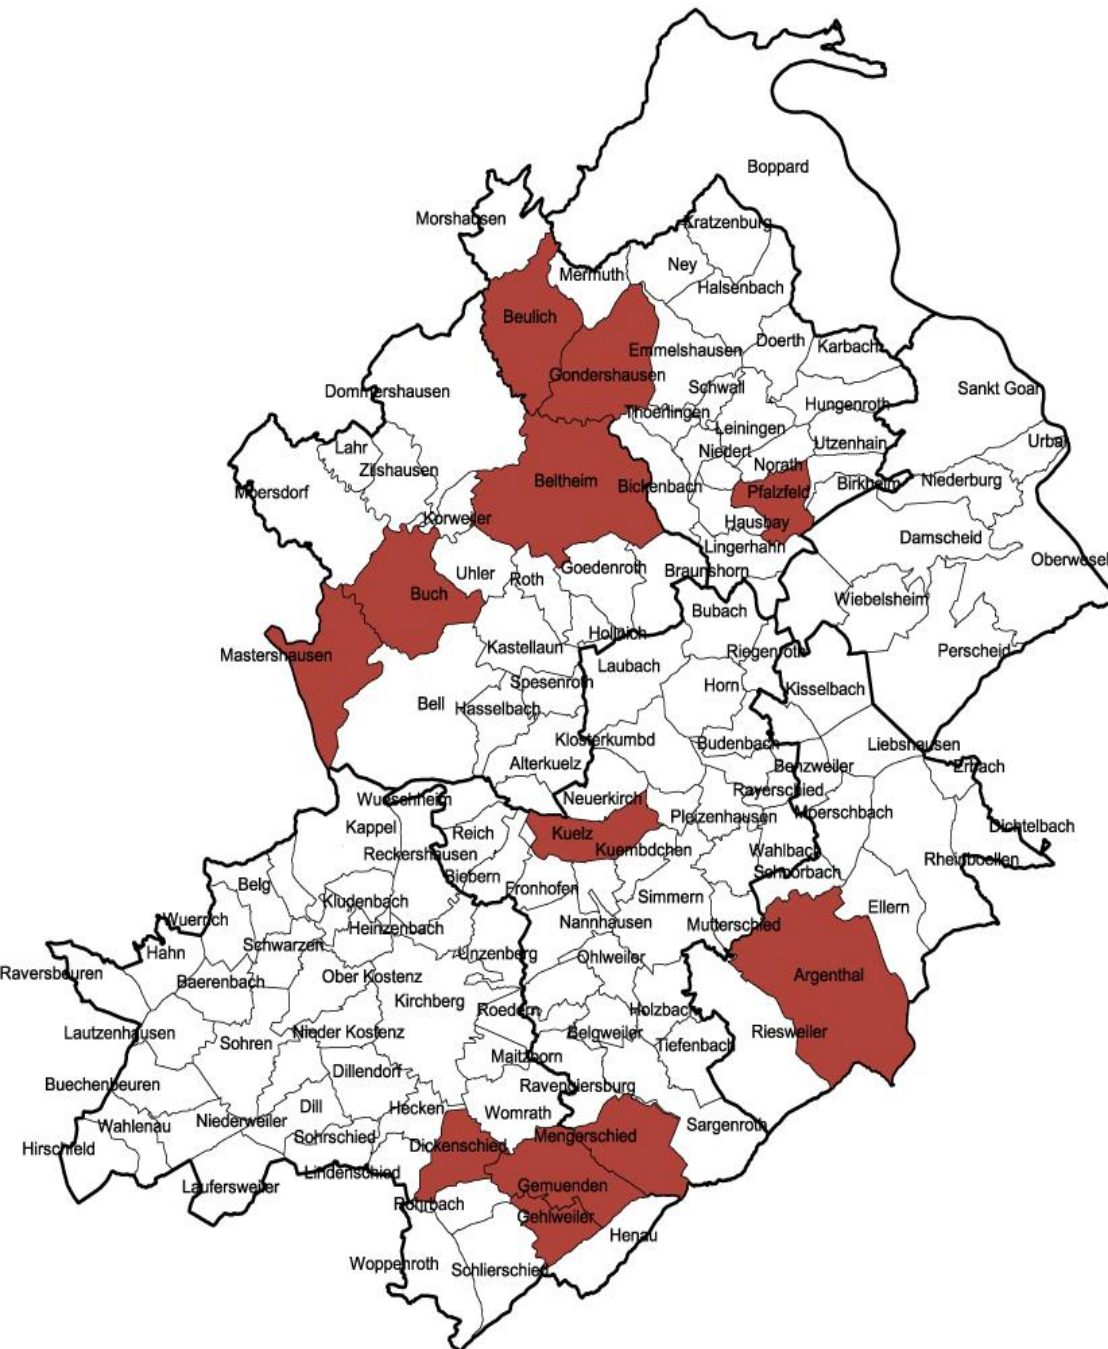 Boppard
Morshausen
Kratzenburg
Mermuth
Ney
Halsenbach
Beulich
Emmelshausen
Doerth
Karbach
Gondershausen
Dommershausen
Schwall
Sankt Goar
Thoerlingen
Hungenroth
Leiningen
Lahr
Utzenhain
Urbar
Zilshausen
Niedert
Norath
Moersdorf
Beltheim
Bickenbach
Pfalzfeld
Birkheim
Niederburg
Korweiler
Hausbay
Damscheid
Lingerhahn
Oberwesel
Uhler
Roth
Goedenroth
Braunshorn
Buch
Wiebelsheim
Bubach
Hollnich
Kastellaun
Riegenroth
Perscheid
Mastershausen
Laubach
Spesenroth
Horn
Kisselbach
Bell
Hasselbach
Klosterkumbd
Budenbach
Liebshausen
Alterkuelz
Benzweiler
Erbach
Wueschheim
Neuerkirch
Rayerschied
Kappel
Reich
Kuelz
Pleizenhausen
Moerschbach
Dichtelbach
Reckershausen
Kuembdchen
Wahlbach
Rheinboellen
Biebern
Schnorbach
Belg
Fronhofen
Kludenbach
Simmern
Ellern
Wuerrich
Heinzenbach
Nannhausen
Mutterschied
Hahn
Schwarzen
Unzenberg
Ohlweiler
Raversbeuren
Baerenbach
Ober Kostenz
Argenthal
Kirchberg
Roedern
Holzbach
Lautzenhausen
Sohren
Nieder Kostenz
Belgweiler
Tiefenbach
Riesweiler
Maitzborn
Buechenbeuren
Dillendorf
Ravengiersburg
Dill
Hecken
Womrath
Wahlenau
Niederweiler
Sohrschied
Mengerschied
Sargenroth
Hirschfeld
Dickenschied
Lindenschied
Laufersweiler
Gemuenden
Rohrbach
Gehlweiler
Henau
Woppenroth
Schlierschied